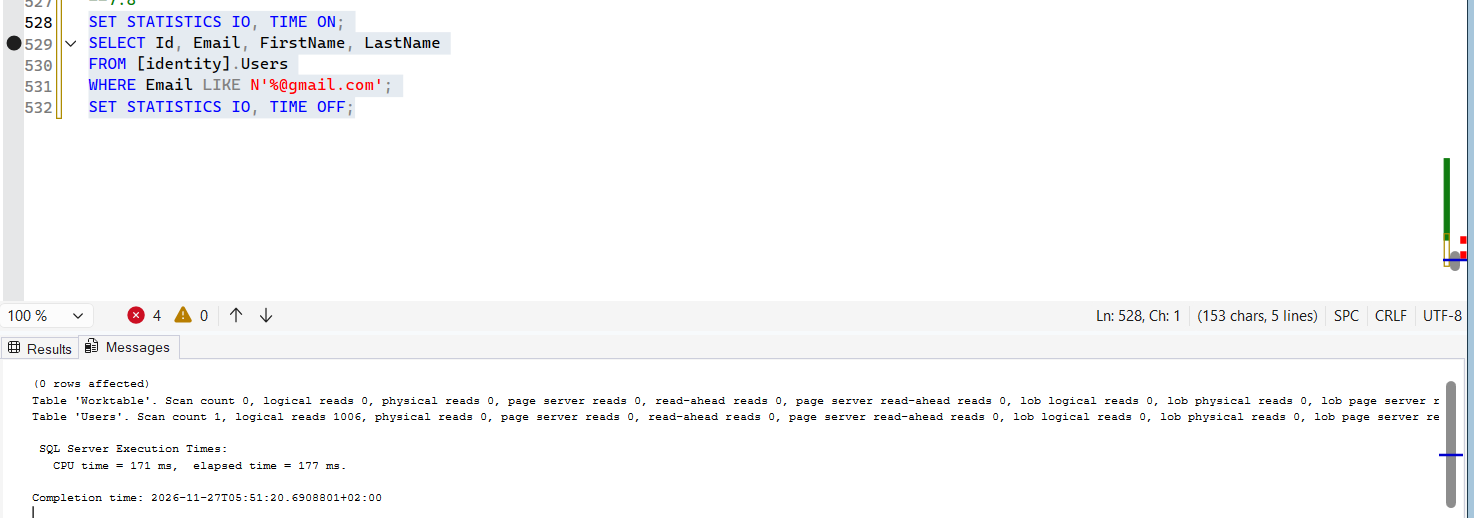 527
--7.8
528 SET STATISTICS IO, TIME ON;
529 SELECT Id, Email, FirstName, LastName
530 FROM [identity].Users
531 WHERE Email LIKE N'%@gmail.com';
532 SET STATISTICS IO, TIME OFF;
100 % 4 0 Ln: 528, Ch: 1 (153 chars, 5 lines) SPC CRLF UTF-8
Results Messages
(0 rows affected)
Table 'Worktable'. Scan count 0, logical reads 0, physical reads 0, page server reads 0, read-ahead reads 0, page server read-ahead reads 0, lob logical reads 0, lob physical reads 0, lob page server r
Table 'Users'. Scan count 1, logical reads 1006, physical reads 0, page server reads 0, read-ahead reads 0, page server read-ahead reads 0, lob logical reads 0, lob physical reads 0, lob page server re
SQL Server Execution Times:
CPU time = 171 ms, elapsed time = 177 ms.
Completion time: 2026-11-27T05:51:20.6908801+02:00